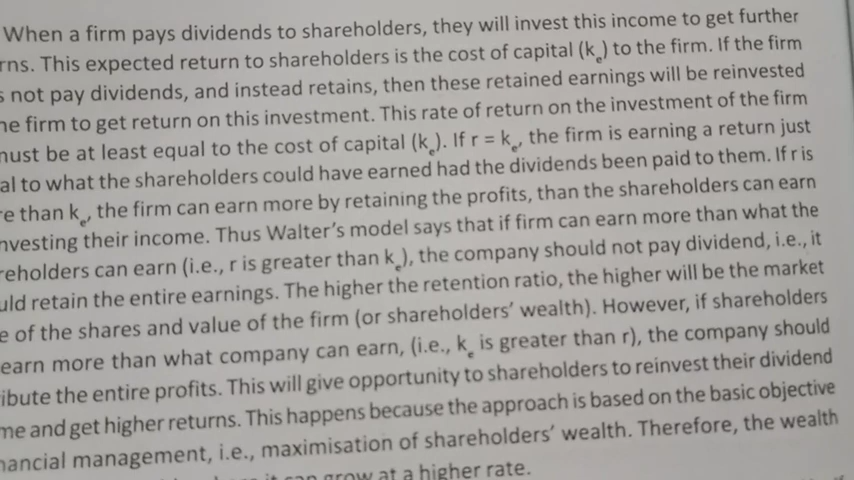 When a firm pays dividends to shareholders, they will invest this income to get further
rns. This expected return to shareholders is the cost of capital (ke) to the firm. If the firm
s not pay dividends, and instead retains, then these retained earnings will be reinvested
he firm to get return on this investment. This rate of return on the investment of the firm
nust be at least equal to the cost of capital (ke). If r = ke, the firm is earning a return just
al to what the shareholders could have earned had the dividends been paid to them. If r is
re than ke, the firm can earn more by retaining the profits, than the shareholders can earn
nvesting their income. Thus Walter's model says that if firm can earn more than what the
reholders can earn (i.e., r is greater than ke), the company should not pay dividend, i.e., it
uld retain the entire earnings. The higher the retention ratio, the higher will be the market
e of the shares and value of the firm (or shareholders' wealth). However, if shareholders
earn more than what company can earn, (i.e., ke is greater than r), the company should
ibute the entire profits. This will give opportunity to shareholders to reinvest their dividend
me and get higher returns. This happens because the approach is based on the basic objective
nancial management, i.e., maximisation of shareholders' wealth. Therefore, the wealth
it can grow at a higher rate.